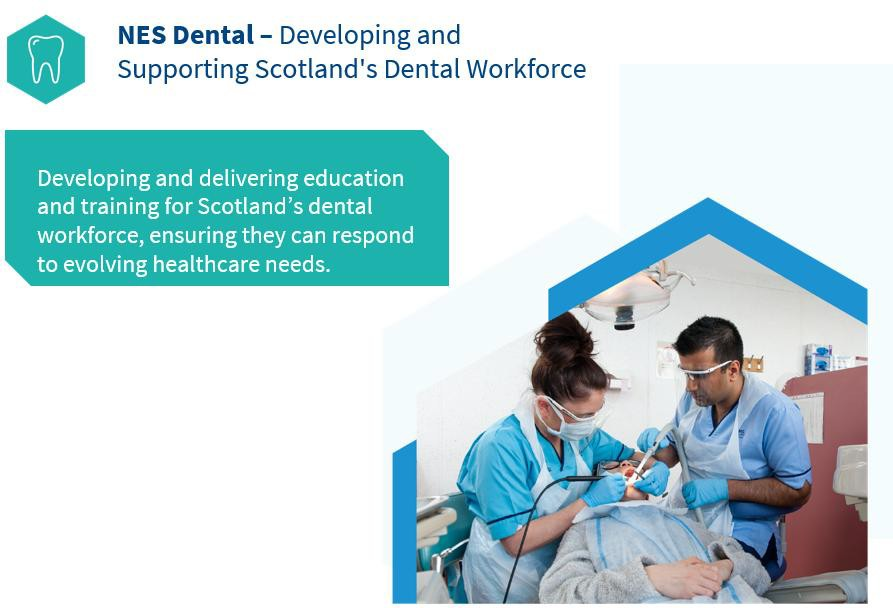 NES Dental – Developing and
Supporting Scotland's Dental Workforce
Developing and delivering education
and training for Scotland’s dental
workforce, ensuring they can respond
to evolving healthcare needs.